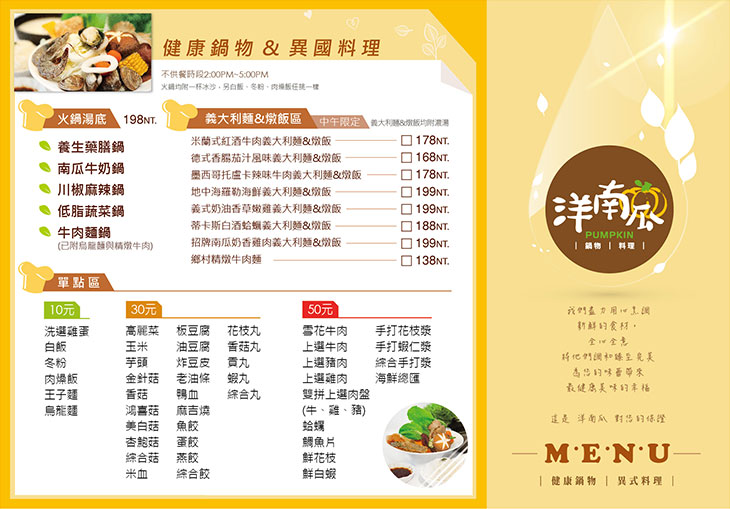 健康鍋物 & 異國料理
不供餐時段2:00PM~5:00PM
火鍋均附一杯冰沙，另白飯、冬粉、肉燥飯任挑一樣
火鍋湯底 198NT.
養生藥膳鍋
南瓜牛奶鍋
川椒麻辣鍋
低脂蔬菜鍋
牛肉麵鍋
(已附烏龍麵與精燉牛肉)
義大利麵&燉飯區 中午限定 義大利麵&燉飯均附濃湯
米蘭式紅酒牛肉義大利麵&燉飯 178NT.
德式香腸茄汁風味義大利麵&燉飯 168NT.
墨西哥托盧卡辣味牛肉義大利麵&燉飯 178NT.
地中海羅勒海鮮義大利麵&燉飯 199NT.
義式奶油香草嫩雞義大利麵&燉飯 199NT.
蒂卡斯白酒蛤蠣義大利麵&燉飯 188NT.
招牌南瓜奶香雞肉義大利麵&燉飯 199NT.
鄉村精燉牛肉麵 138NT.
單點區
10元
洗選雞蛋
白飯
冬粉
肉燥飯
王子麵
烏龍麵
30元
高麗菜 板豆腐 花枝丸
玉米 油豆腐 香菇丸
芋頭 炸豆皮 貢丸
金針菇 老油條 蝦丸
香菇 鴨血 綜合丸
鴻喜菇 麻吉燒
美白菇 魚餃
杏鮑菇 蛋餃
綜合菇 燕餃
米血 綜合餃
50元
雪花牛肉 手打花枝漿
上選牛肉 手打蝦仁漿
上選豬肉 綜合手打漿
上選雞肉 海鮮總匯
雙拼上選肉盤
(牛、雞、豬)
蛤蠣
鯛魚片
鮮花枝
鮮白蝦
洋南瓜
PUMPKIN
| 鍋物 | 料理 |
我們盡力用心烹調
新鮮的食材，
全心全意
將他們調和臻至完美
為您的味蕾帶來
最健康美味的幸福
這是 洋南瓜 對您的保證
M·E·N·U
| 健康鍋物 | 異式料理 |